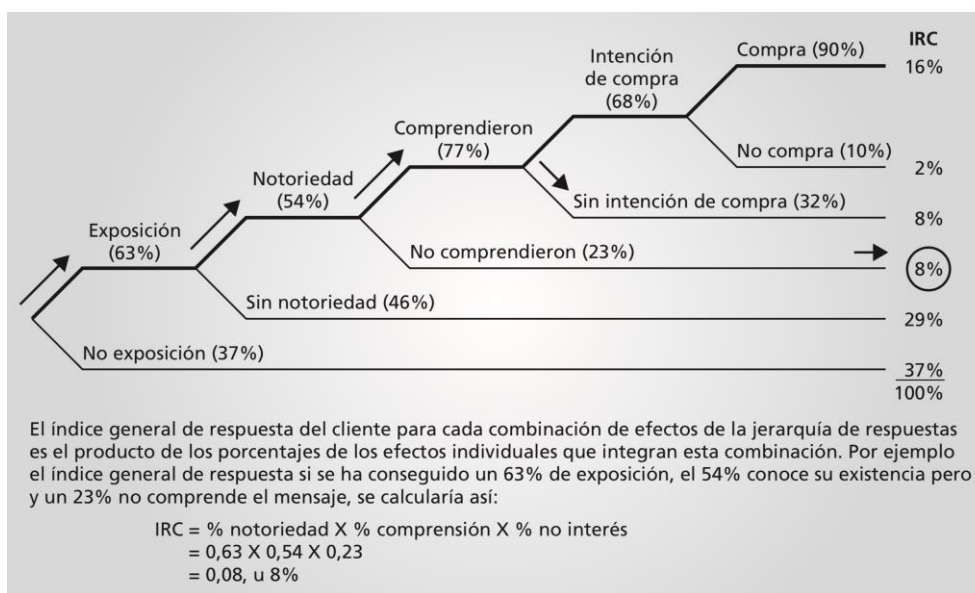 IRC
Compra (90%)
16%
Intención
de compra
(68%)
No compra (10%)
2%
Comprendieron
(77%)
Sin intención de compra (32%)
8%
Notoriedad
(54%)
No comprendieron (23%)
8%
Exposición
(63%)
Sin notoriedad (46%)
29%
No exposición (37%)
37%
100%
El índice general de respuesta del cliente para cada combinación de efectos de la jerarquía de respuestas
es el producto de los porcentajes de los efectos individuales que integran esta combinación. Por ejemplo
el índice general de respuesta si se ha conseguido un 63% de exposición, el 54% conoce su existencia pero
y un 23% no comprende el mensaje, se calcularía así:
IRC = % notoriedad X % comprensión X % no interés
= 0,63 X 0,54 X 0,23
= 0,08, u 8%